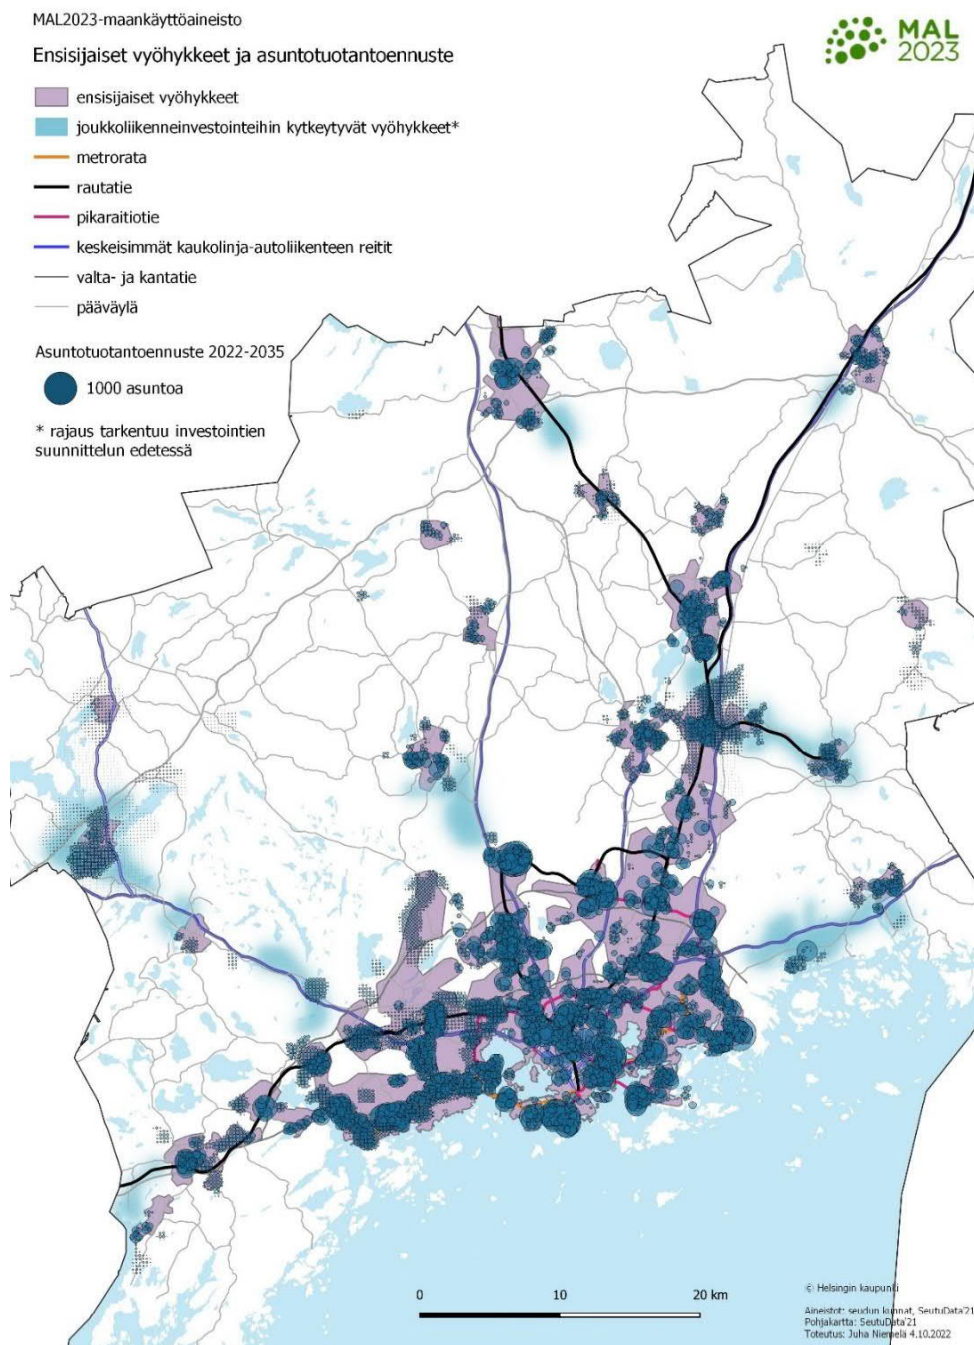 MAL2023-maankäyttöaineisto
MAL
2023
Ensisijaiset vyöhykkeet ja asuntotuotantoennuste
ensisijaiset vyöhykkeet
joukkoliikenneinvestointeihin kytkeytyvät vyöhykkeet*
metrorata
rautatie
pikaraitiotie
keskeisimmät kaukolinja-autoliikenteen reitit
valta- ja kantatie
pääväylä
Asuntotuotantoennuste 2022-2035
1000 asuntoa
* rajaus tarkentuu investointien
suunnittelun edetessä
0 10 20 km
© Helsingin kaupunki
Aineistot: seudun kunnat, SeutuData'21
Pohjakartta: SeutuData'21
Toteutus: Juha Niemelä 4.10.2022